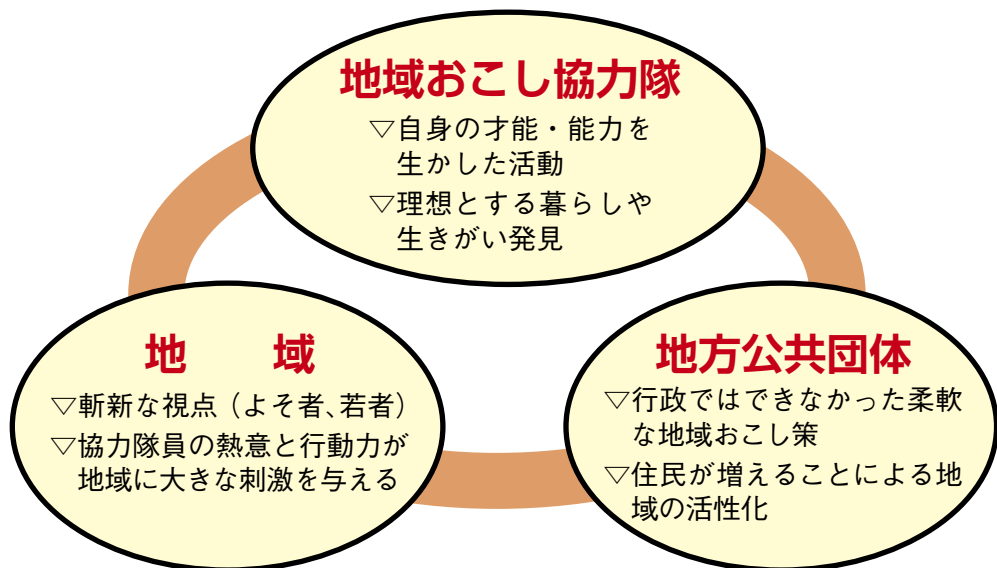 地域おこし協力隊
▽自身の才能・能力を
生かした活動
▽理想とする暮らしや
生きがい発見
地　域
▽斬新な視点（よそ者、若者）
▽協力隊員の熱意と行動力が
地域に大きな刺激を与える
地方公共団体
▽行政ではできなかった柔軟
な地域おこし策
▽住民が増えることによる地
域の活性化